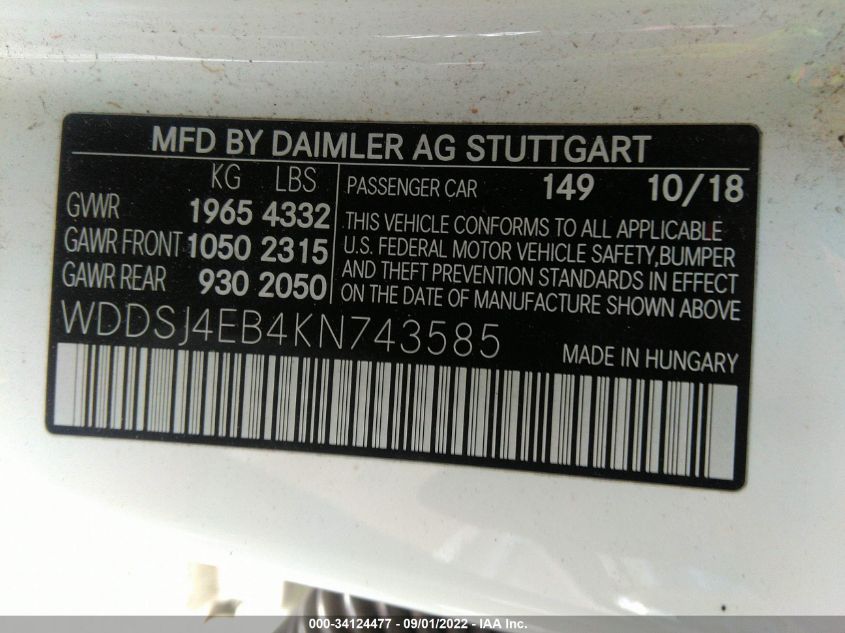 MFD BY DAIMLER AG STUTTGART
KG LBS
GVWR 1965 4332
GAWR FRONT 1050 2315
GAWR REAR 930 2050
PASSENGER CAR 149 10/18
THIS VEHICLE CONFORMS TO ALL APPLICABLE
U.S. FEDERAL MOTOR VEHICLE SAFETY,BUMPER
AND THEFT PREVENTION STANDARDS IN EFFECT
ON THE DATE OF MANUFACTURE SHOWN ABOVE
WDDSJ4EB4KN743585
MADE IN HUNGARY
000-34124477 - 09/01/2022 - IAA Inc.